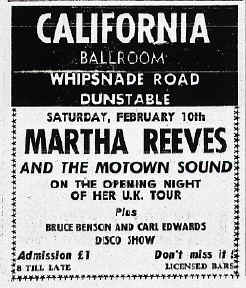 CALIFORNIA
BALLROOM
WHIPSNADE ROAD
DUNSTABLE
SATURDAY, FEBRUARY 10th
MARTHA REEVES
AND THE MOTOWN SOUND
ON THE OPENING NIGHT
OF HER U.K. TOUR
Plus
BRUCE BENSON AND CARL EDWARDS
DISCO SHOW
Admission £1 Don't miss it
8 TILL LATE LICENSED BARS